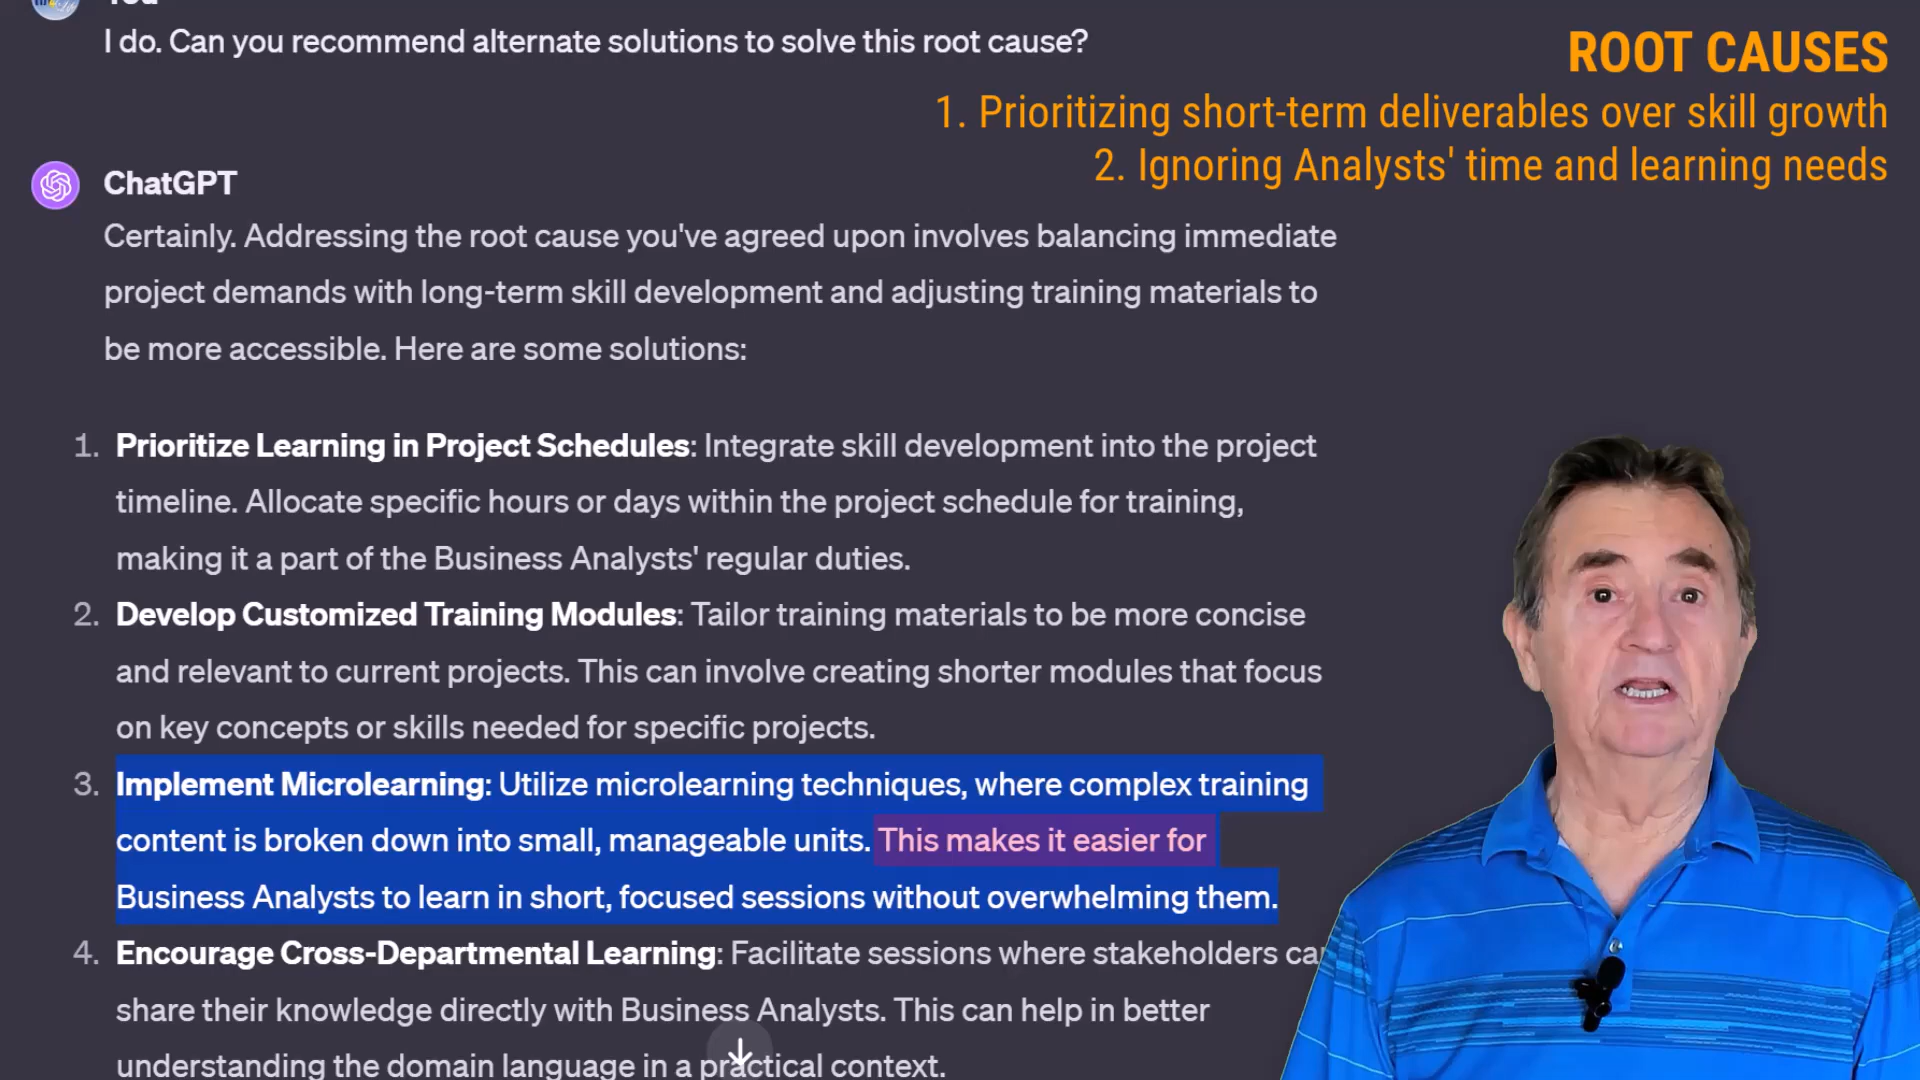 You
I do. Can you recommend alternate solutions to solve this root cause?
ROOT CAUSES
1. Prioritizing short-term deliverables over skill growth
2. Ignoring Analysts' time and learning needs
ChatGPT
Certainly. Addressing the root cause you've agreed upon involves balancing immediate
project demands with long-term skill development and adjusting training materials to
be more accessible. Here are some solutions:
1. Prioritize Learning in Project Schedules: Integrate skill development into the project
timeline. Allocate specific hours or days within the project schedule for training,
making it a part of the Business Analysts' regular duties.
2. Develop Customized Training Modules: Tailor training materials to be more concise
and relevant to current projects. This can involve creating shorter modules that focus
on key concepts or skills needed for specific projects.
3. Implement Microlearning: Utilize microlearning techniques, where complex training
content is broken down into small, manageable units. This makes it easier for
Business Analysts to learn in short, focused sessions without overwhelming them.
4. Encourage Cross-Departmental Learning: Facilitate sessions where stakeholders
share their knowledge directly with Business Analysts. This can help in better
understanding the domain language in a practical context.